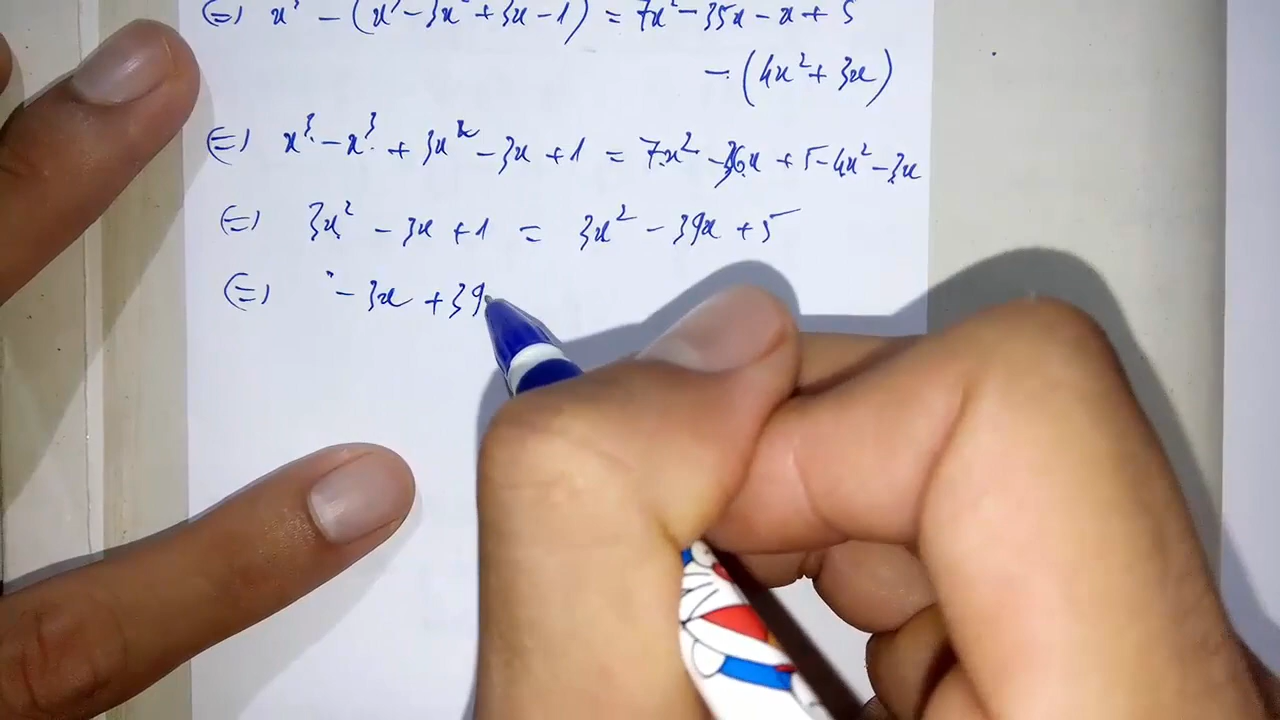 (=) x³ - (x³ - 3x² + 3x - 1) = 7x² - 35x - x + 5
- (4x² + 3x)
(=) x³ - x³ + 3x² - 3x + 1 = 7x² - 36x + 5 - 4x² - 3x
(=) 3x² - 3x + 1 = 3x² - 39x + 5
(=) - 3x + 39